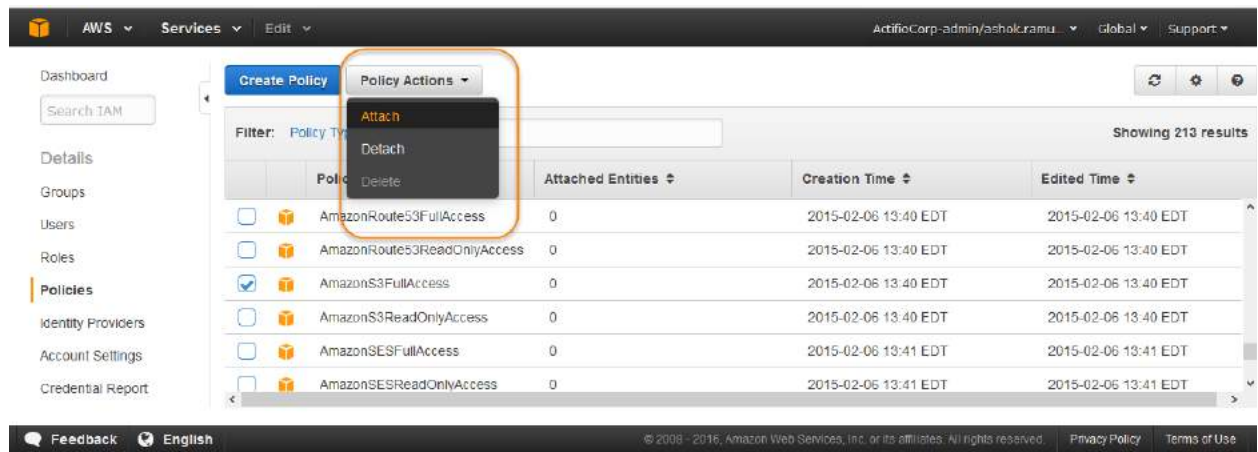 AWS Services Edit ActifioCorp-admin/ashok.ramu... Global Support
Dashboard
Search IAM
Details
Groups
Users
Roles
Policies
Identity Providers
Account Settings
Credential Report
Create Policy Policy Actions
Attach
Detach
Delete
Filter: Policy Ty
Showing 213 results
Polic Attached Entities Creation Time Edited Time
AmazonRoute53FullAccess 0 2015-02-06 13:40 EDT 2015-02-06 13:40 EDT
AmazonRoute53ReadOnlyAccess 0 2015-02-06 13:40 EDT 2015-02-06 13:40 EDT
AmazonS3FullAccess 0 2015-02-06 13:40 EDT 2015-02-06 13:40 EDT
AmazonS3ReadOnlyAccess 0 2015-02-06 13:40 EDT 2015-02-06 13:40 EDT
AmazonSESFullAccess 0 2015-02-06 13:41 EDT 2015-02-06 13:41 EDT
AmazonSESReadOnlyAccess 0 2015-02-06 13:41 EDT 2015-02-06 13:41 EDT
Feedback English © 2008 - 2016, Amazon Web Services, Inc. or its affiliates. All rights reserved. Privacy Policy Terms of Use